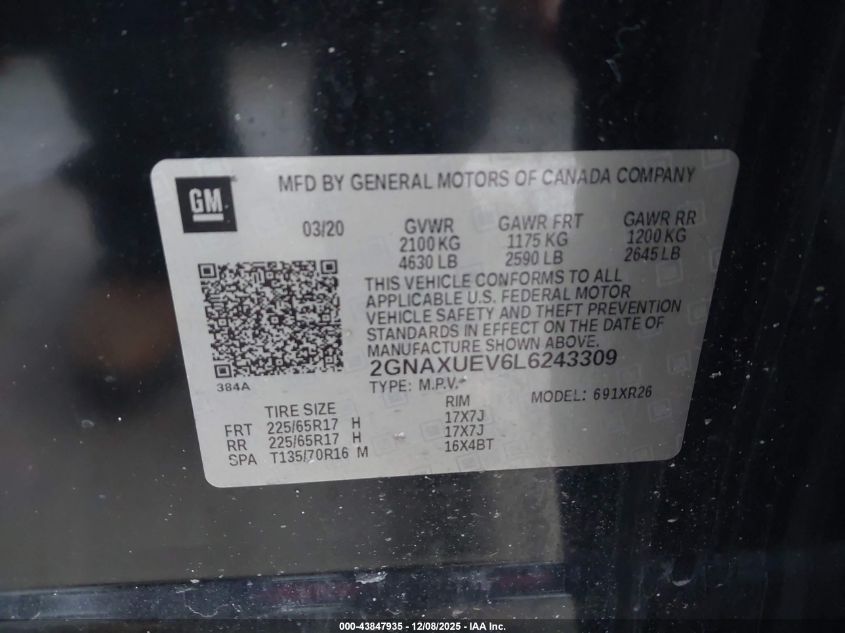 GM
MFD BY GENERAL MOTORS OF CANADA COMPANY
03/20 GVWR GAWR FRT GAWR RR
2100 KG 1175 KG 1200 KG
4630 LB 2590 LB 2645 LB
THIS VEHICLE CONFORMS TO ALL
APPLICABLE U.S. FEDERAL MOTOR
VEHICLE SAFETY AND THEFT PREVENTION
STANDARDS IN EFFECT ON THE DATE OF
MANUFACTURE SHOWN ABOVE.
2GNAXUEV6L6243309
384A
TYPE: M.P.V. MODEL: 691XR26
TIRE SIZE RIM
FRT 225/65R17 H 17X7J
RR 225/65R17 H 17X7J
SPA T135/70R16 M 16X4BT
000-43847935 - 12/08/2025 - IAA Inc.